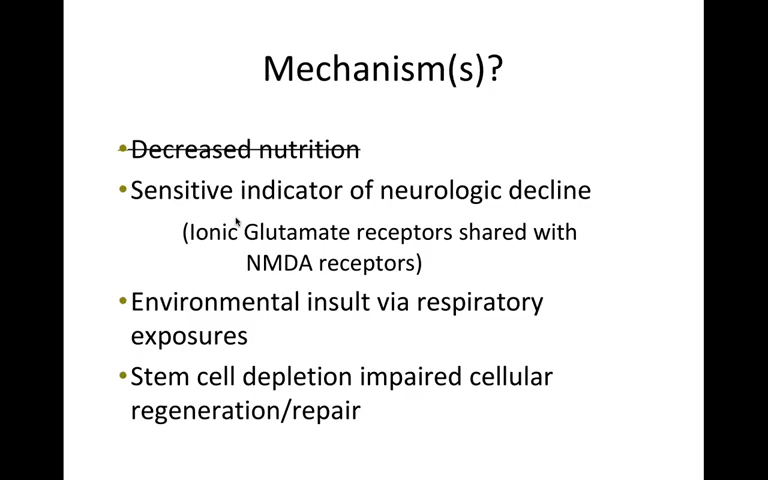 Mechanism(s)?
•Decreased nutrition
•Sensitive indicator of neurologic decline
(Ionic Glutamate receptors shared with
NMDA receptors)
•Environmental insult via respiratory
exposures
•Stem cell depletion impaired cellular
regeneration/repair